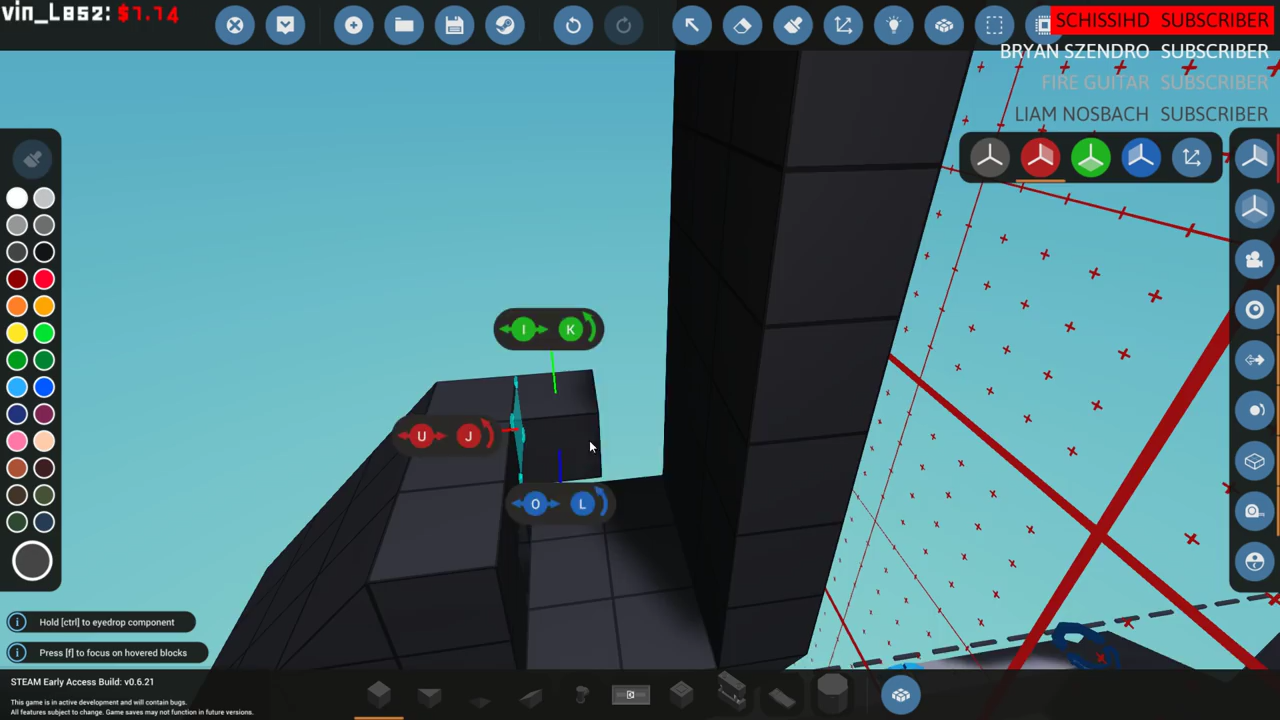 vin_L852: $1.14
SCHISSIHD SUBSCRIBER
BRYAN SZENDRO SUBSCRIBER
FIRE GUITAR SUBSCRIBER
LIAM NOSBACH SUBSCRIBER
I K
U J
O L
Hold [ctrl] to eyedrop component
Press [f] to focus on hovered blocks
STEAM Early Access Build: v0.6.21
This game is in active development and will contain bugs.
All features subject to change. Game saves may not function in future versions.